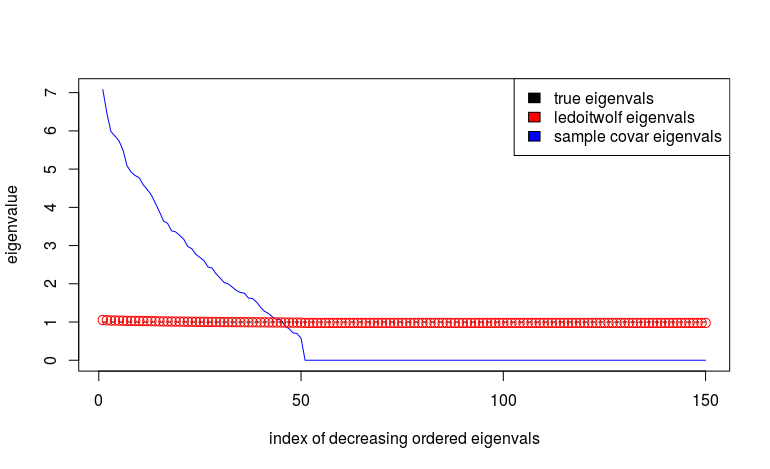 true eigenvals
ledoitwolf eigenvals
sample covar eigenvals
eigenvalue
7
6
5
4
3
2
1
0
0 50 100 150
index of decreasing ordered eigenvals